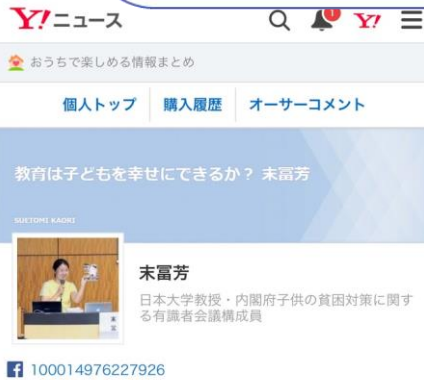 Y!ニュース
1
Y!
おうちで楽しめる情報まとめ
個人トップ 購入履歴 オーサーコメント
教育は子どもを幸せにできるか？ 末冨芳
SUETOMI KAORI
末冨芳
日本大学教授・内閣府子供の貧困対策に関す
る有識者会議構成員
100014976227926